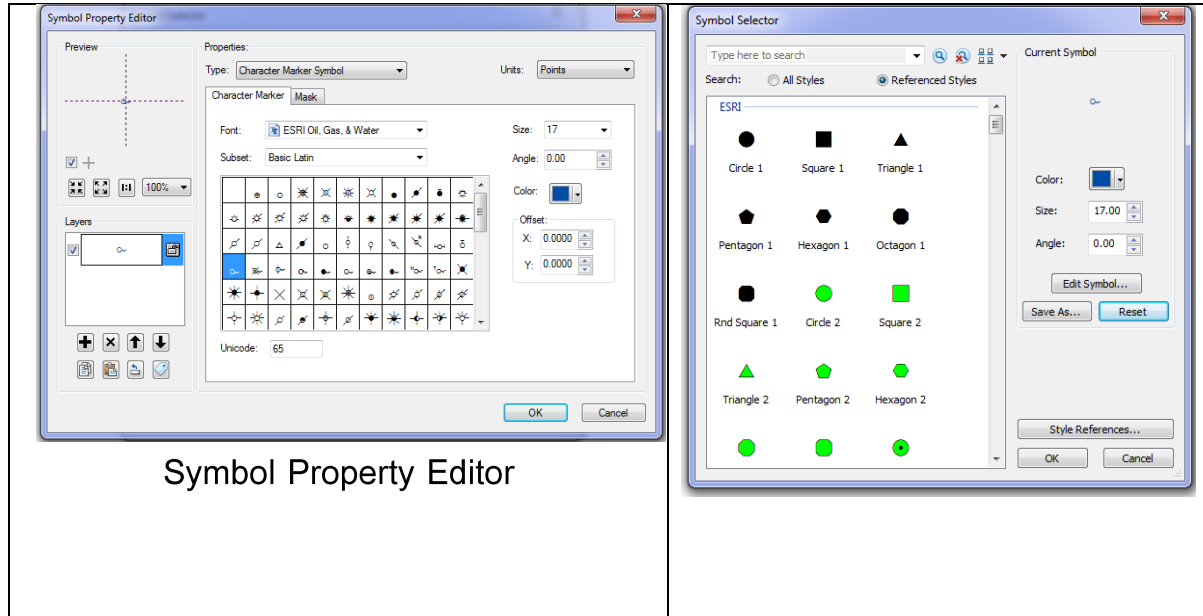 Symbol Property Editor
Preview
100%
Layers
Properties:
Type: Character Marker Symbol
Units: Points
Character Marker Mask
Font: ESRI Oil, Gas, & Water
Size: 17
Subset: Basic Latin
Angle: 0.00
Color:
Offset:
X: 0.0000
Y: 0.0000
Unicode: 65
OK Cancel
Symbol Property Editor
Symbol Selector
Type here to search
Search: All Styles Referenced Styles
ESRI
Circle 1 Square 1 Triangle 1
Pentagon 1 Hexagon 1 Octagon 1
Rnd Square 1 Circle 2 Square 2
Triangle 2 Pentagon 2 Hexagon 2
Current Symbol
Color:
Size: 17.00
Angle: 0.00
Edit Symbol...
Save As... Reset
Style References...
OK Cancel